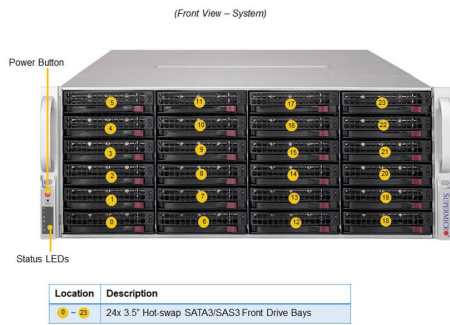 (Front View – System)
Power Button
5 11 17 23
4 10 16 22
3 9 15 21
2 8 14 20
1 7 13 19
0 6 12 18
SUPERMICRO
Status LEDs
Location Description
0 ~ 23 24x 3.5" Hot-swap SATA3/SAS3 Front Drive Bays